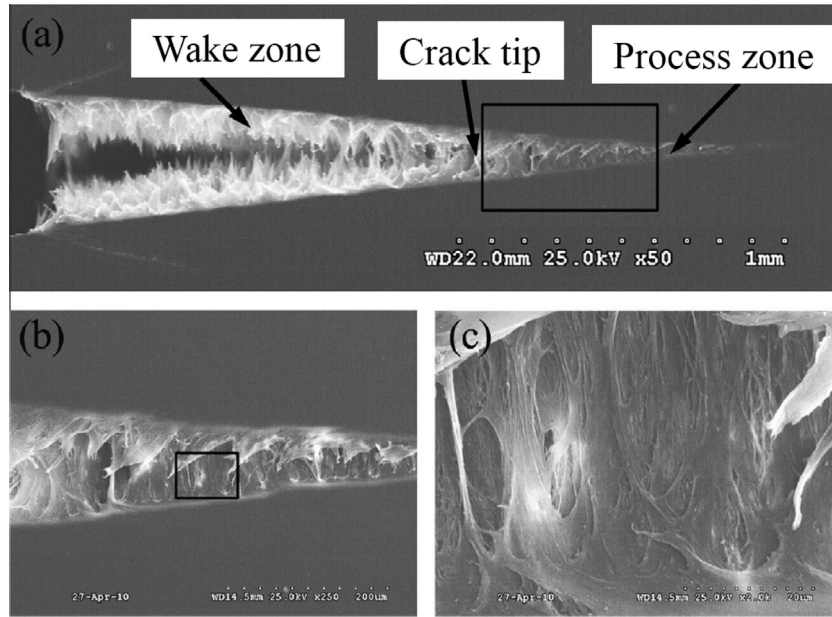 (a)
Wake zone
Crack tip
Process zone
WD22.0mm 25.0kV x50 1mm
(b)
27-Apr-10
WD14.5mm 25.0kV x250 200um
(c)
27-Apr-10
WD14.5mm 25.0kV x2.0k 20um